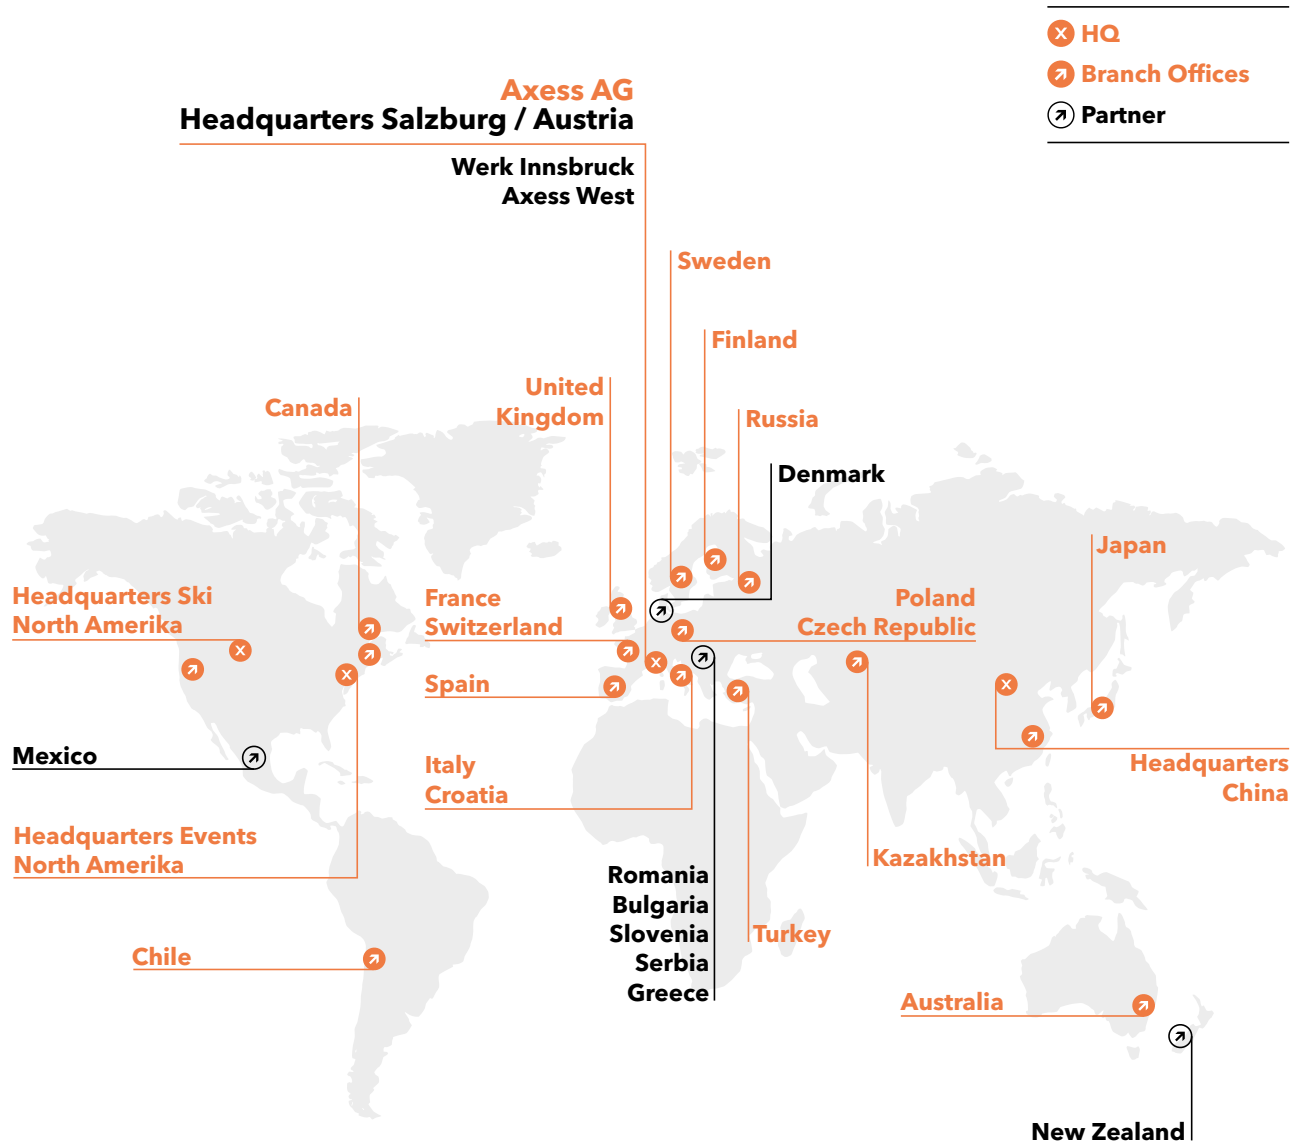 HQ
Branch Offices
Partner
Axess AG
Headquarters Salzburg / Austria
Werk Innsbruck
Axess West
Sweden
Finland
United
Kingdom
Canada
Russia
Denmark
Japan
Headquarters Ski
North Amerika
France
Switzerland
Poland
Czech Republic
Spain
Mexico
Italy
Croatia
Headquarters
China
Headquarters Events
North Amerika
Kazakhstan
Romania
Bulgaria
Slovenia
Serbia
Greece
Turkey
Chile
Australia
New Zealand